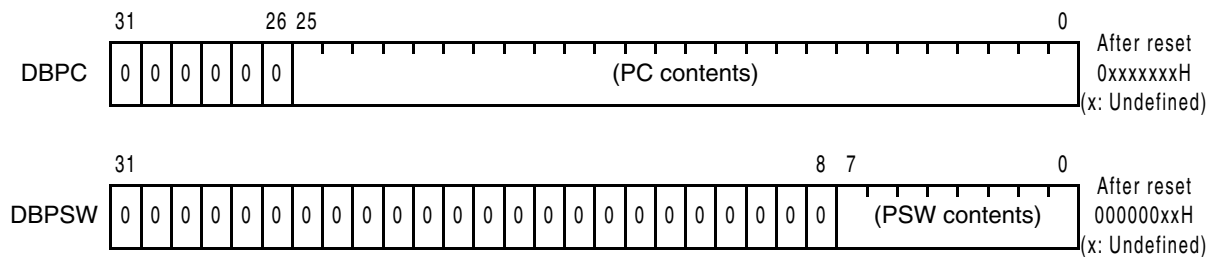 31 26 25 0
DBPC 0 0 0 0 0 0 (PC contents) After reset
0xxxxxxxH
(x: Undefined)
31 8 7 0
DBPSW 0 0 0 0 0 0 0 0 0 0 0 0 0 0 0 0 0 0 0 0 0 0 0 0 (PSW contents) After reset
000000xxH
(x: Undefined)